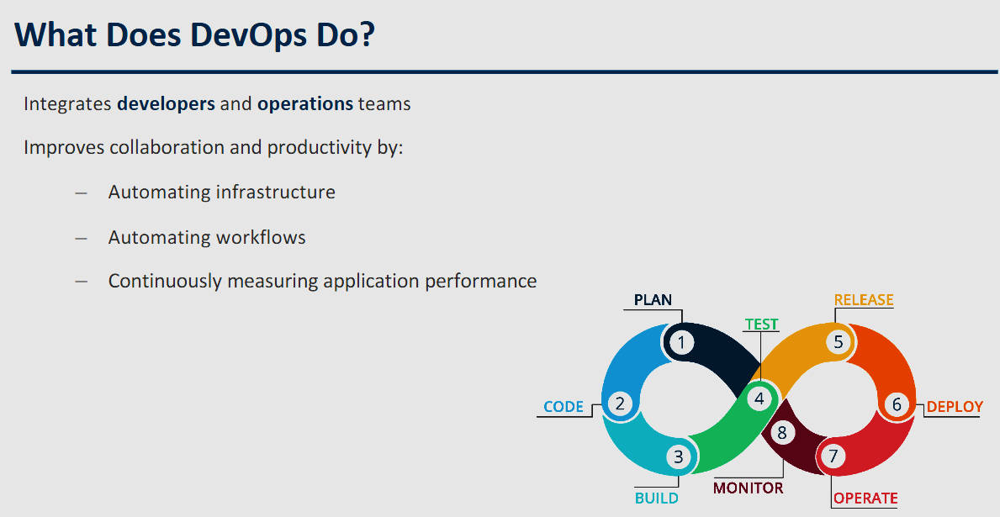 What Does DevOps Do?
Integrates developers and operations teams
Improves collaboration and productivity by:
– Automating infrastructure
– Automating workflows
– Continuously measuring application performance
PLAN
RELEASE
TEST
1
5
4
CODE
2
6
DEPLOY
8
3
7
MONITOR
BUILD
OPERATE